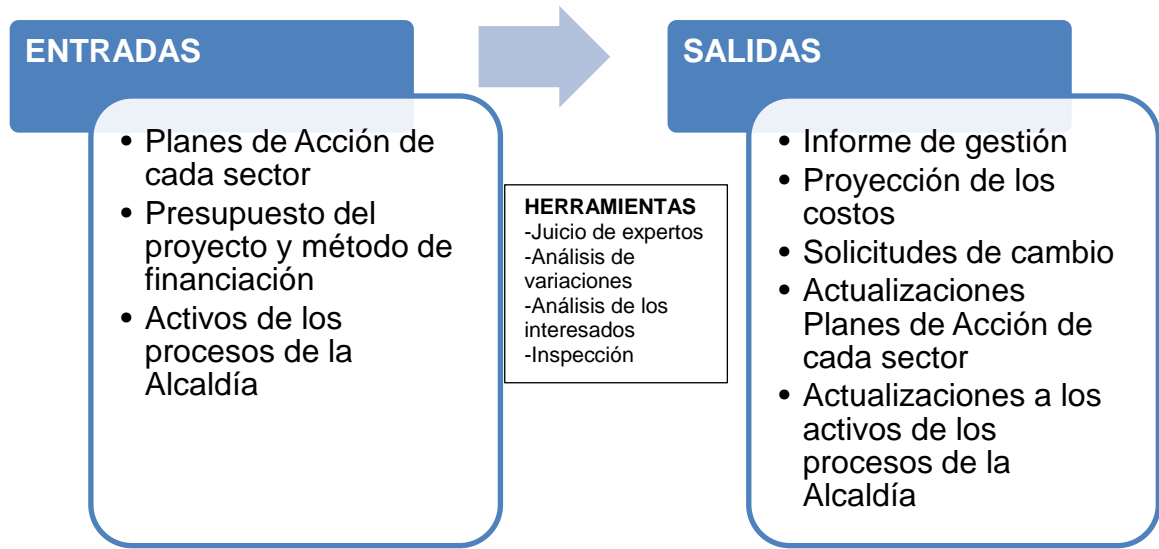 ENTRADAS
• Planes de Acción de
cada sector
• Presupuesto del
proyecto y método de
financiación
• Activos de los
procesos de la
Alcaldía
HERRAMIENTAS
-Juicio de expertos
-Análisis de
variaciones
-Análisis de los
interesados
-Inspección
SALIDAS
• Informe de gestión
• Proyección de los
costos
• Solicitudes de cambio
• Actualizaciones
Planes de Acción de
cada sector
• Actualizaciones a los
activos de los
procesos de la
Alcaldía